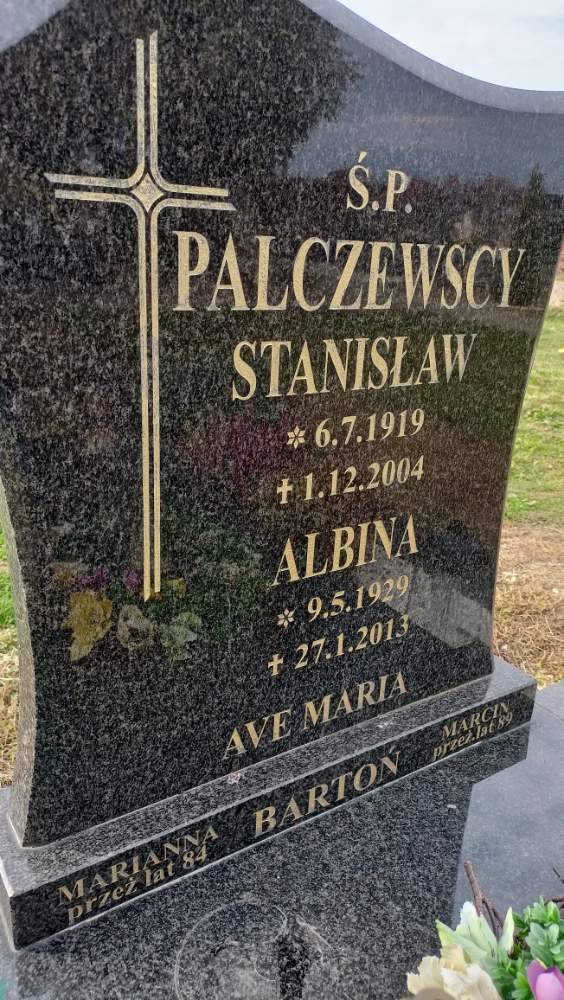 Ś.P.
PALCZEWSCY
STANISŁAW
✲ 6.7.1919
✝ 1.12.2004
ALBINA
✲ 9.5.1929
✝ 27.1.2013
AVE MARIA
MARIANNA BARTOŃ MARCIN
przeż lat 84 przeż. lat 89